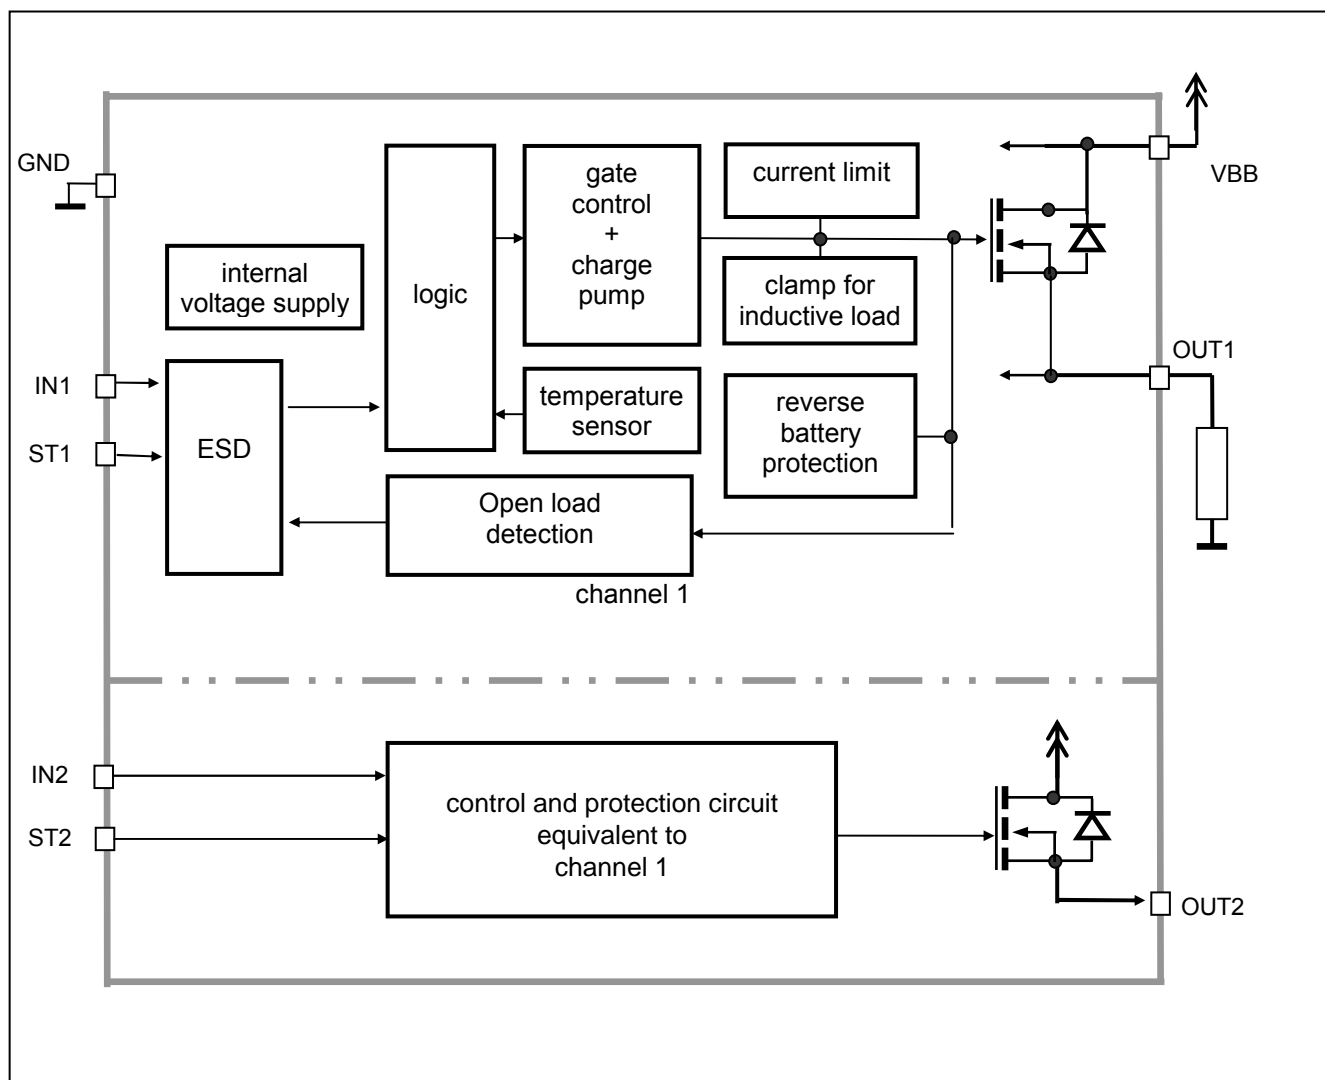 GND
VBB
gate
control
+
charge
pump
current limit
internal
voltage supply
logic
clamp for
inductive load
OUT1
IN1
ST1
ESD
temperature
sensor
reverse
battery
protection
Open load
detection
channel 1
IN2
ST2
control and protection circuit
equivalent to
channel 1
OUT2